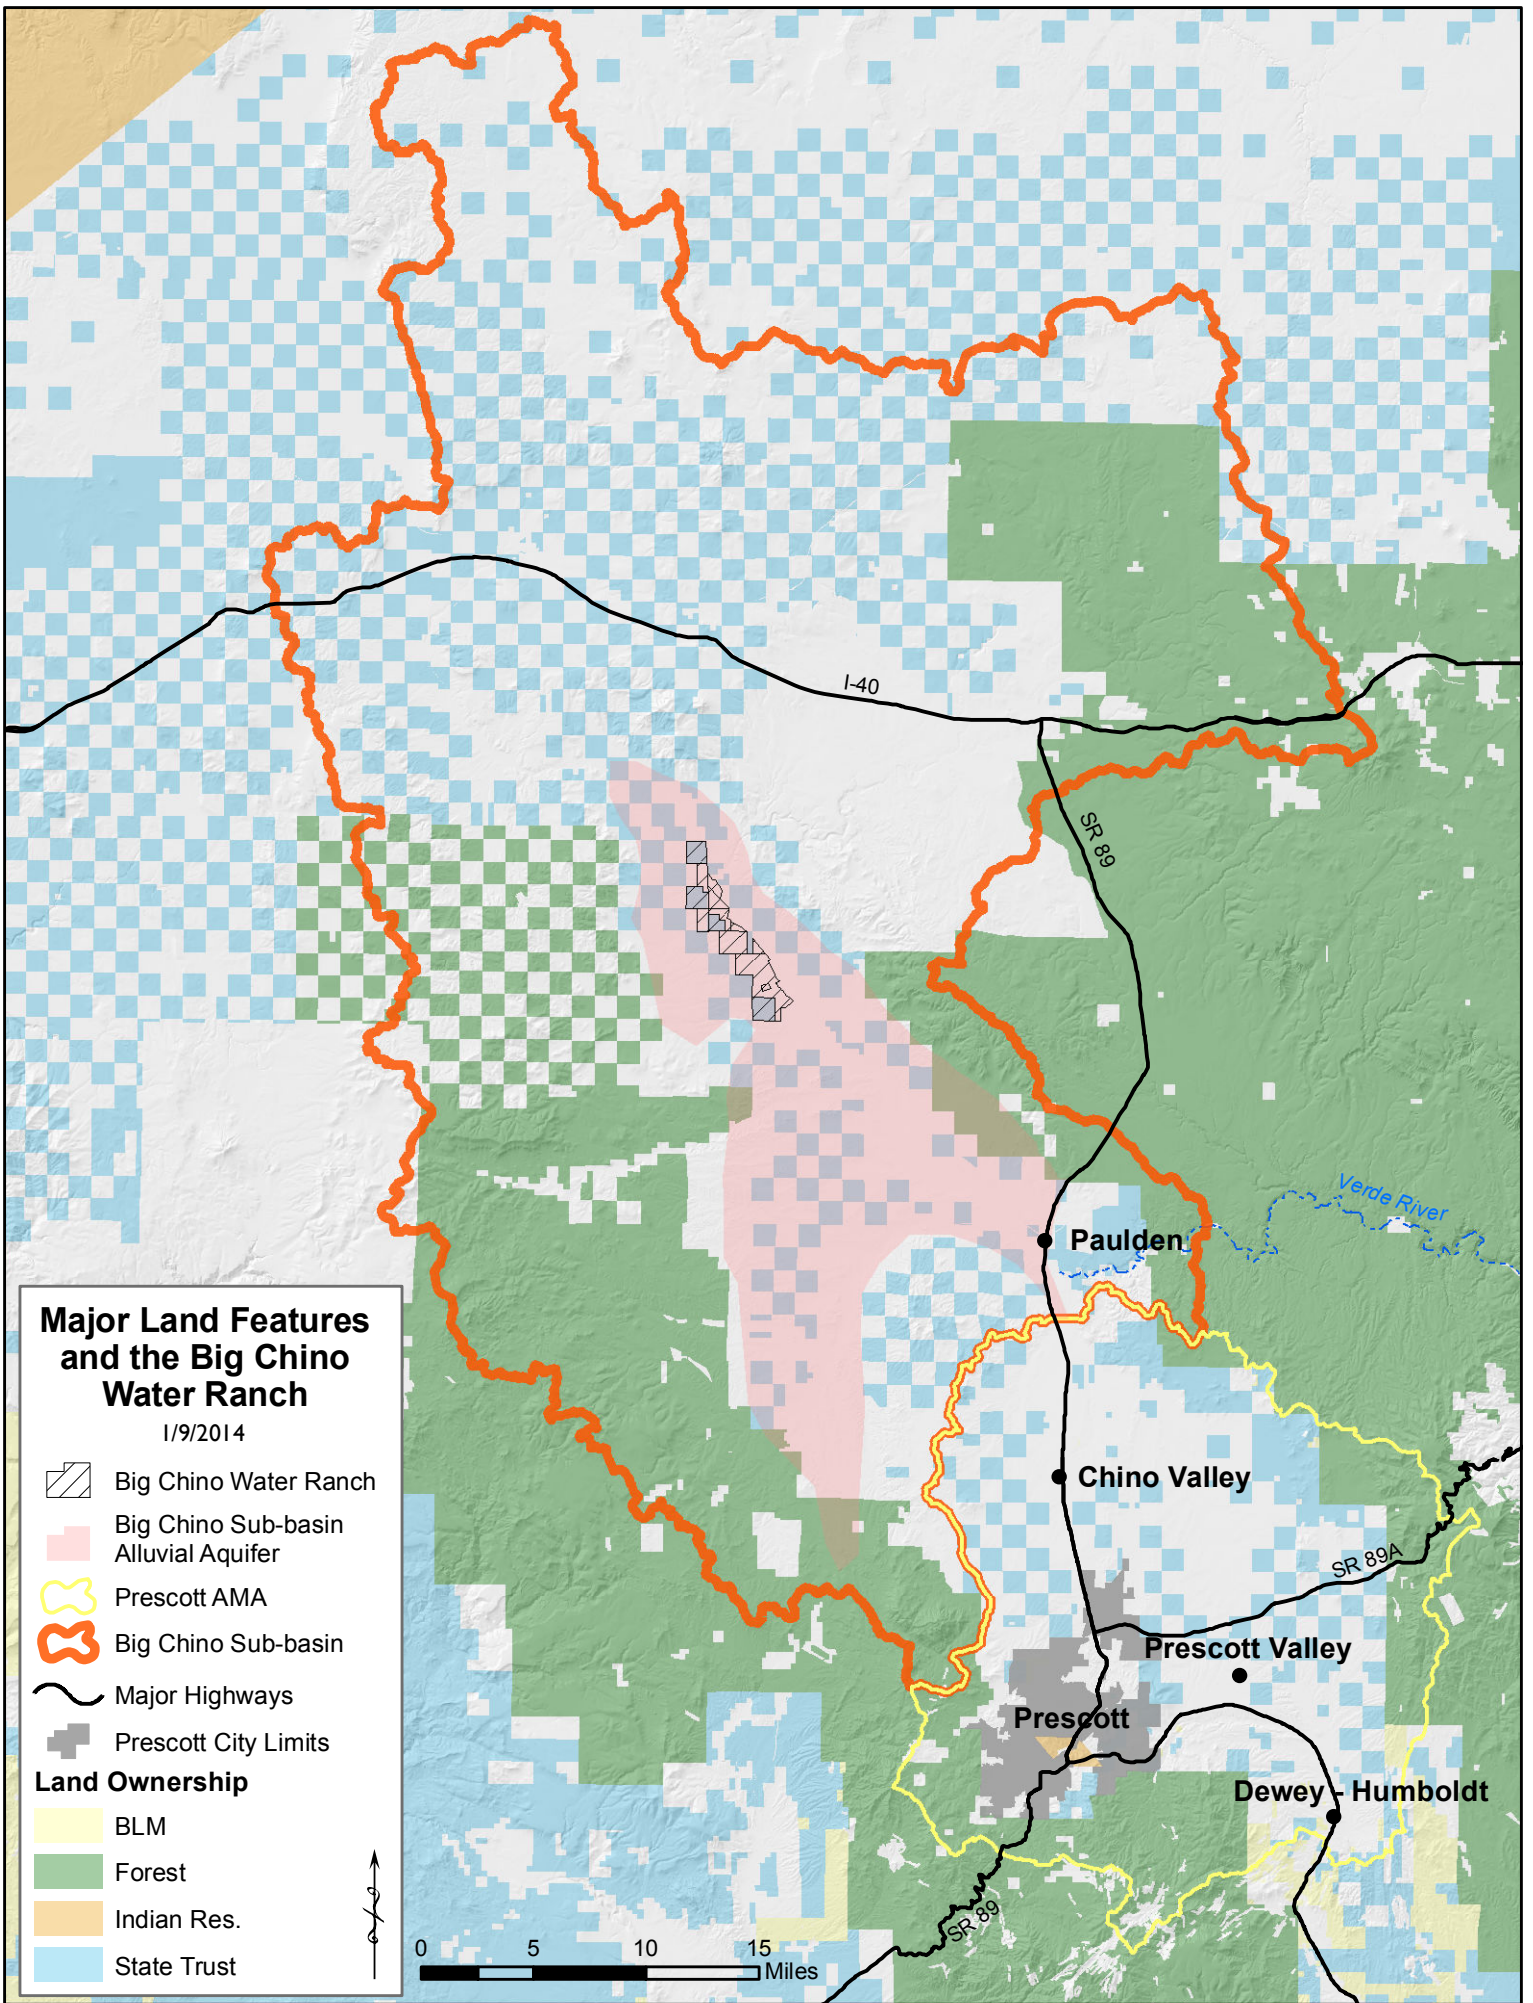 I-40
SR 89
Verde River
Paulden
Chino Valley
SR 89A
Prescott Valley
Prescott
Dewey - Humboldt
SR 89
Major Land Features
and the Big Chino
Water Ranch
1/9/2014
Big Chino Water Ranch
Big Chino Sub-basin
Alluvial Aquifer
Prescott AMA
Big Chino Sub-basin
Major Highways
Prescott City Limits
Land Ownership
BLM
Forest
Indian Res.
State Trust
0 5 10 15
Miles